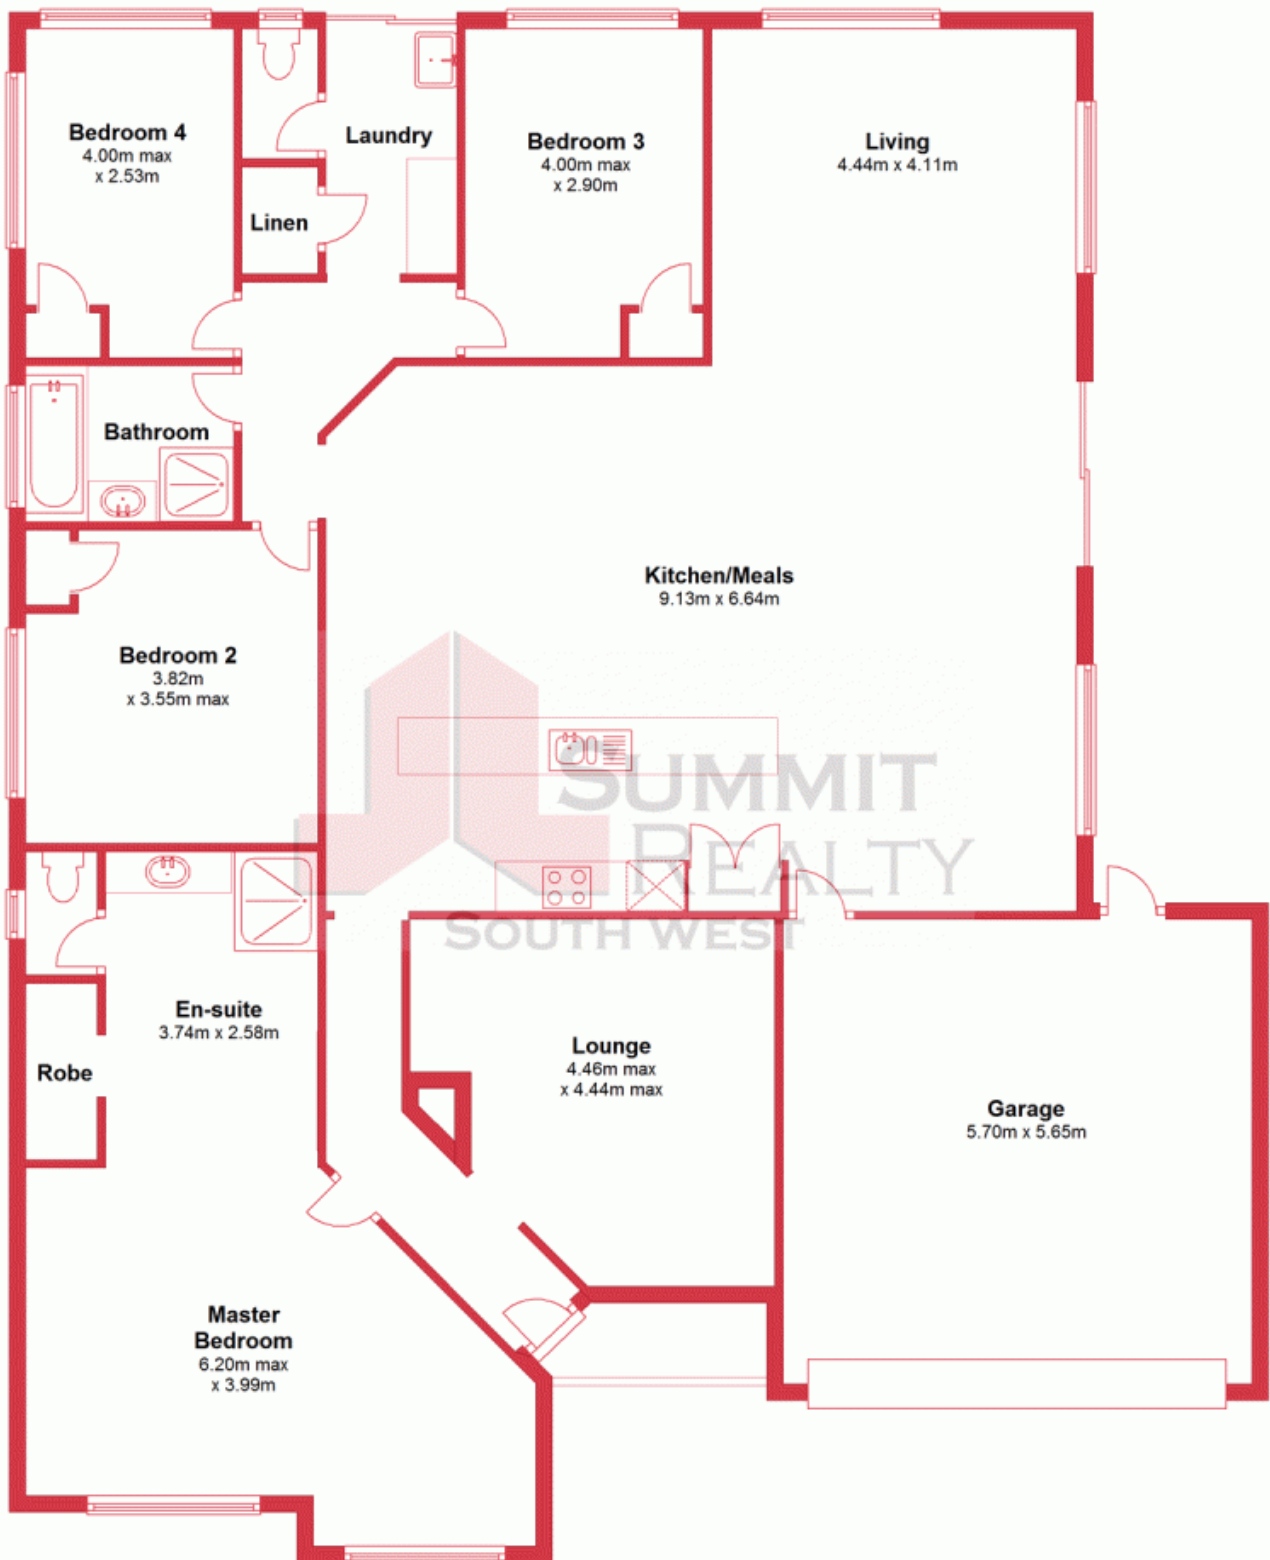 Bedroom 4
4.00m max
x 2.53m
Laundry
Linen
Bedroom 3
4.00m max
x 2.90m
Living
4.44m x 4.11m
Bathroom
Kitchen/Meals
9.13m x 6.64m
Bedroom 2
3.82m
x 3.55m max
SUMMIT
REALTY
SOUTH WEST
En-suite
3.74m x 2.58m
Robe
Lounge
4.46m max
x 4.44m max
Garage
5.70m x 5.65m
Master
Bedroom
6.20m max
x 3.99m